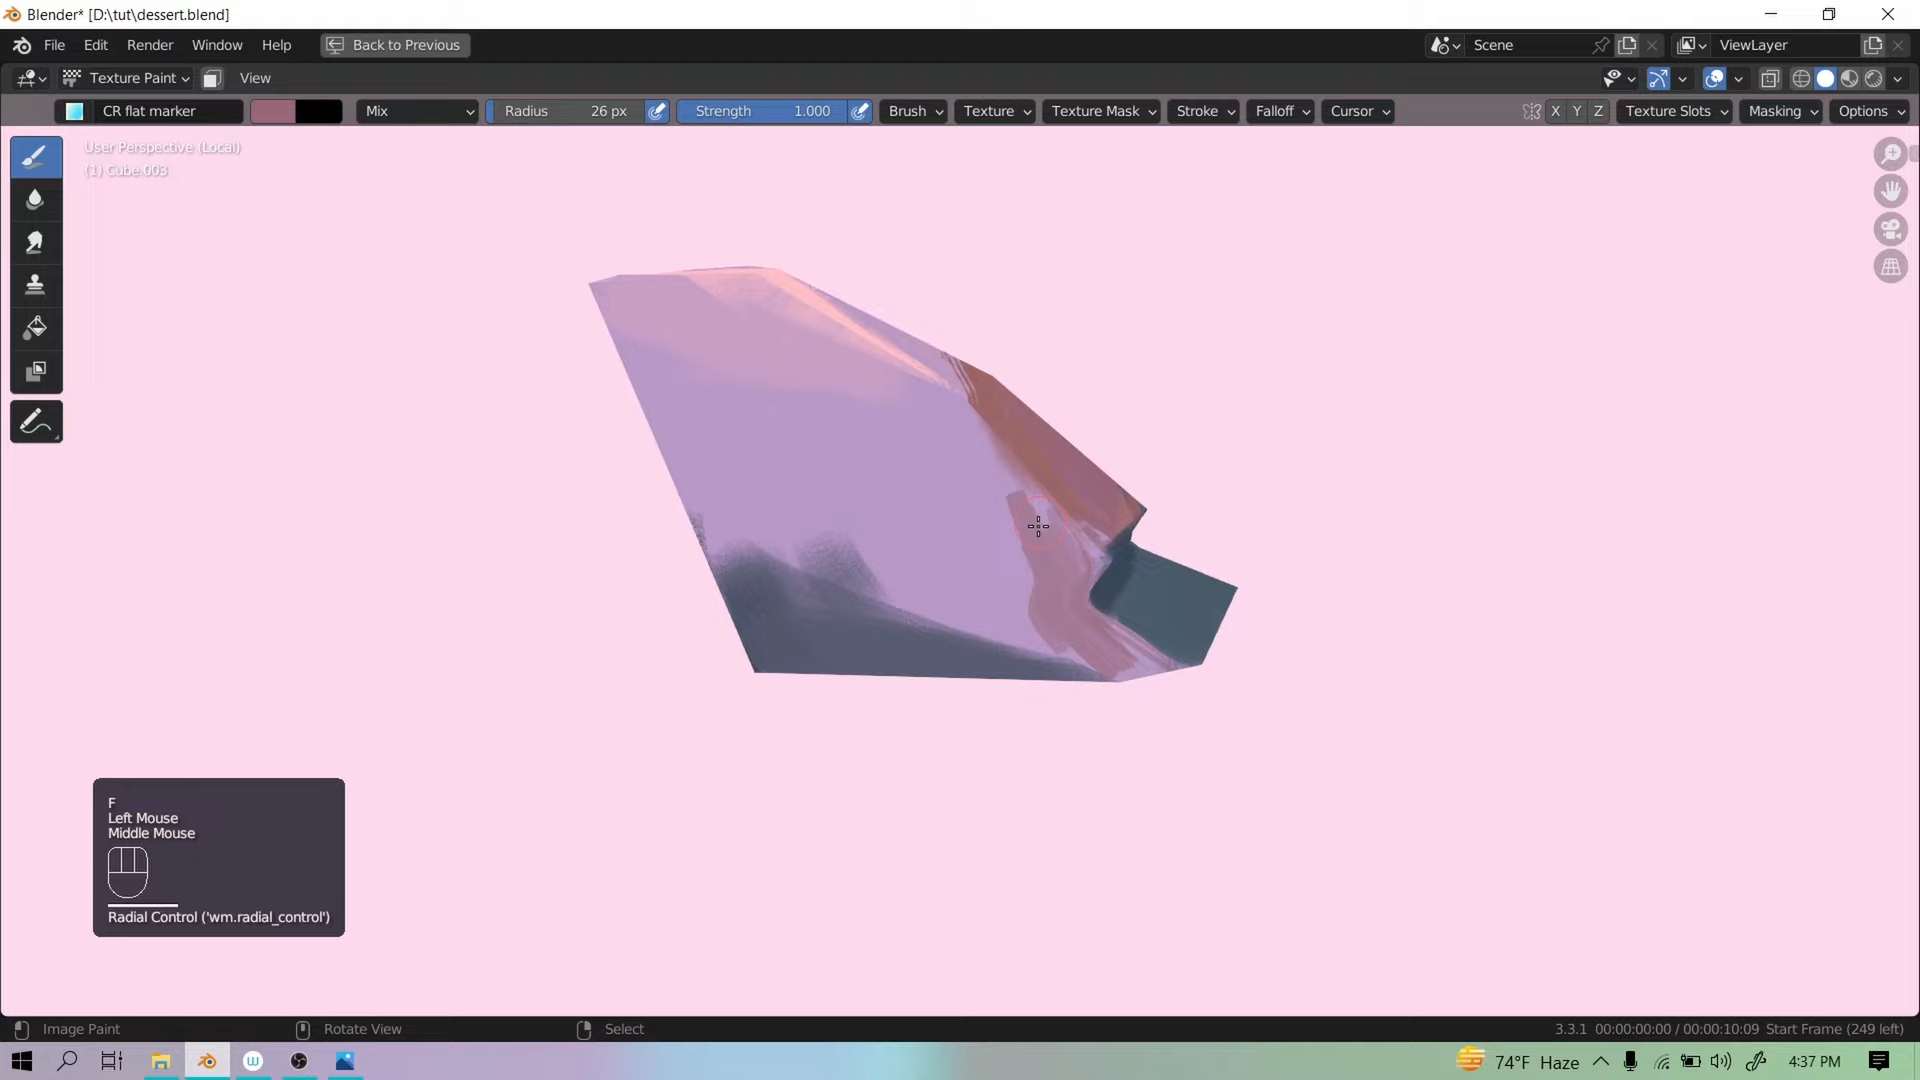 Blender* [D:\tut\dessert.blend]
File Edit Render Window Help Back to Previous Scene ViewLayer
Texture Paint View
CR flat marker Mix Radius 26 px Strength 1.000 Brush Texture Texture Mask Stroke Falloff Cursor X Y Z Texture Slots Masking Options
User Perspective (Local)
(1) Cube.003
F
Left Mouse
Middle Mouse
Radial Control ('wm.radial_control')
Image Paint Rotate View Select 3.3.1 00:00:00:00 / 00:00:10:09 Start Frame (249 left)
74°F Haze 4:37 PM